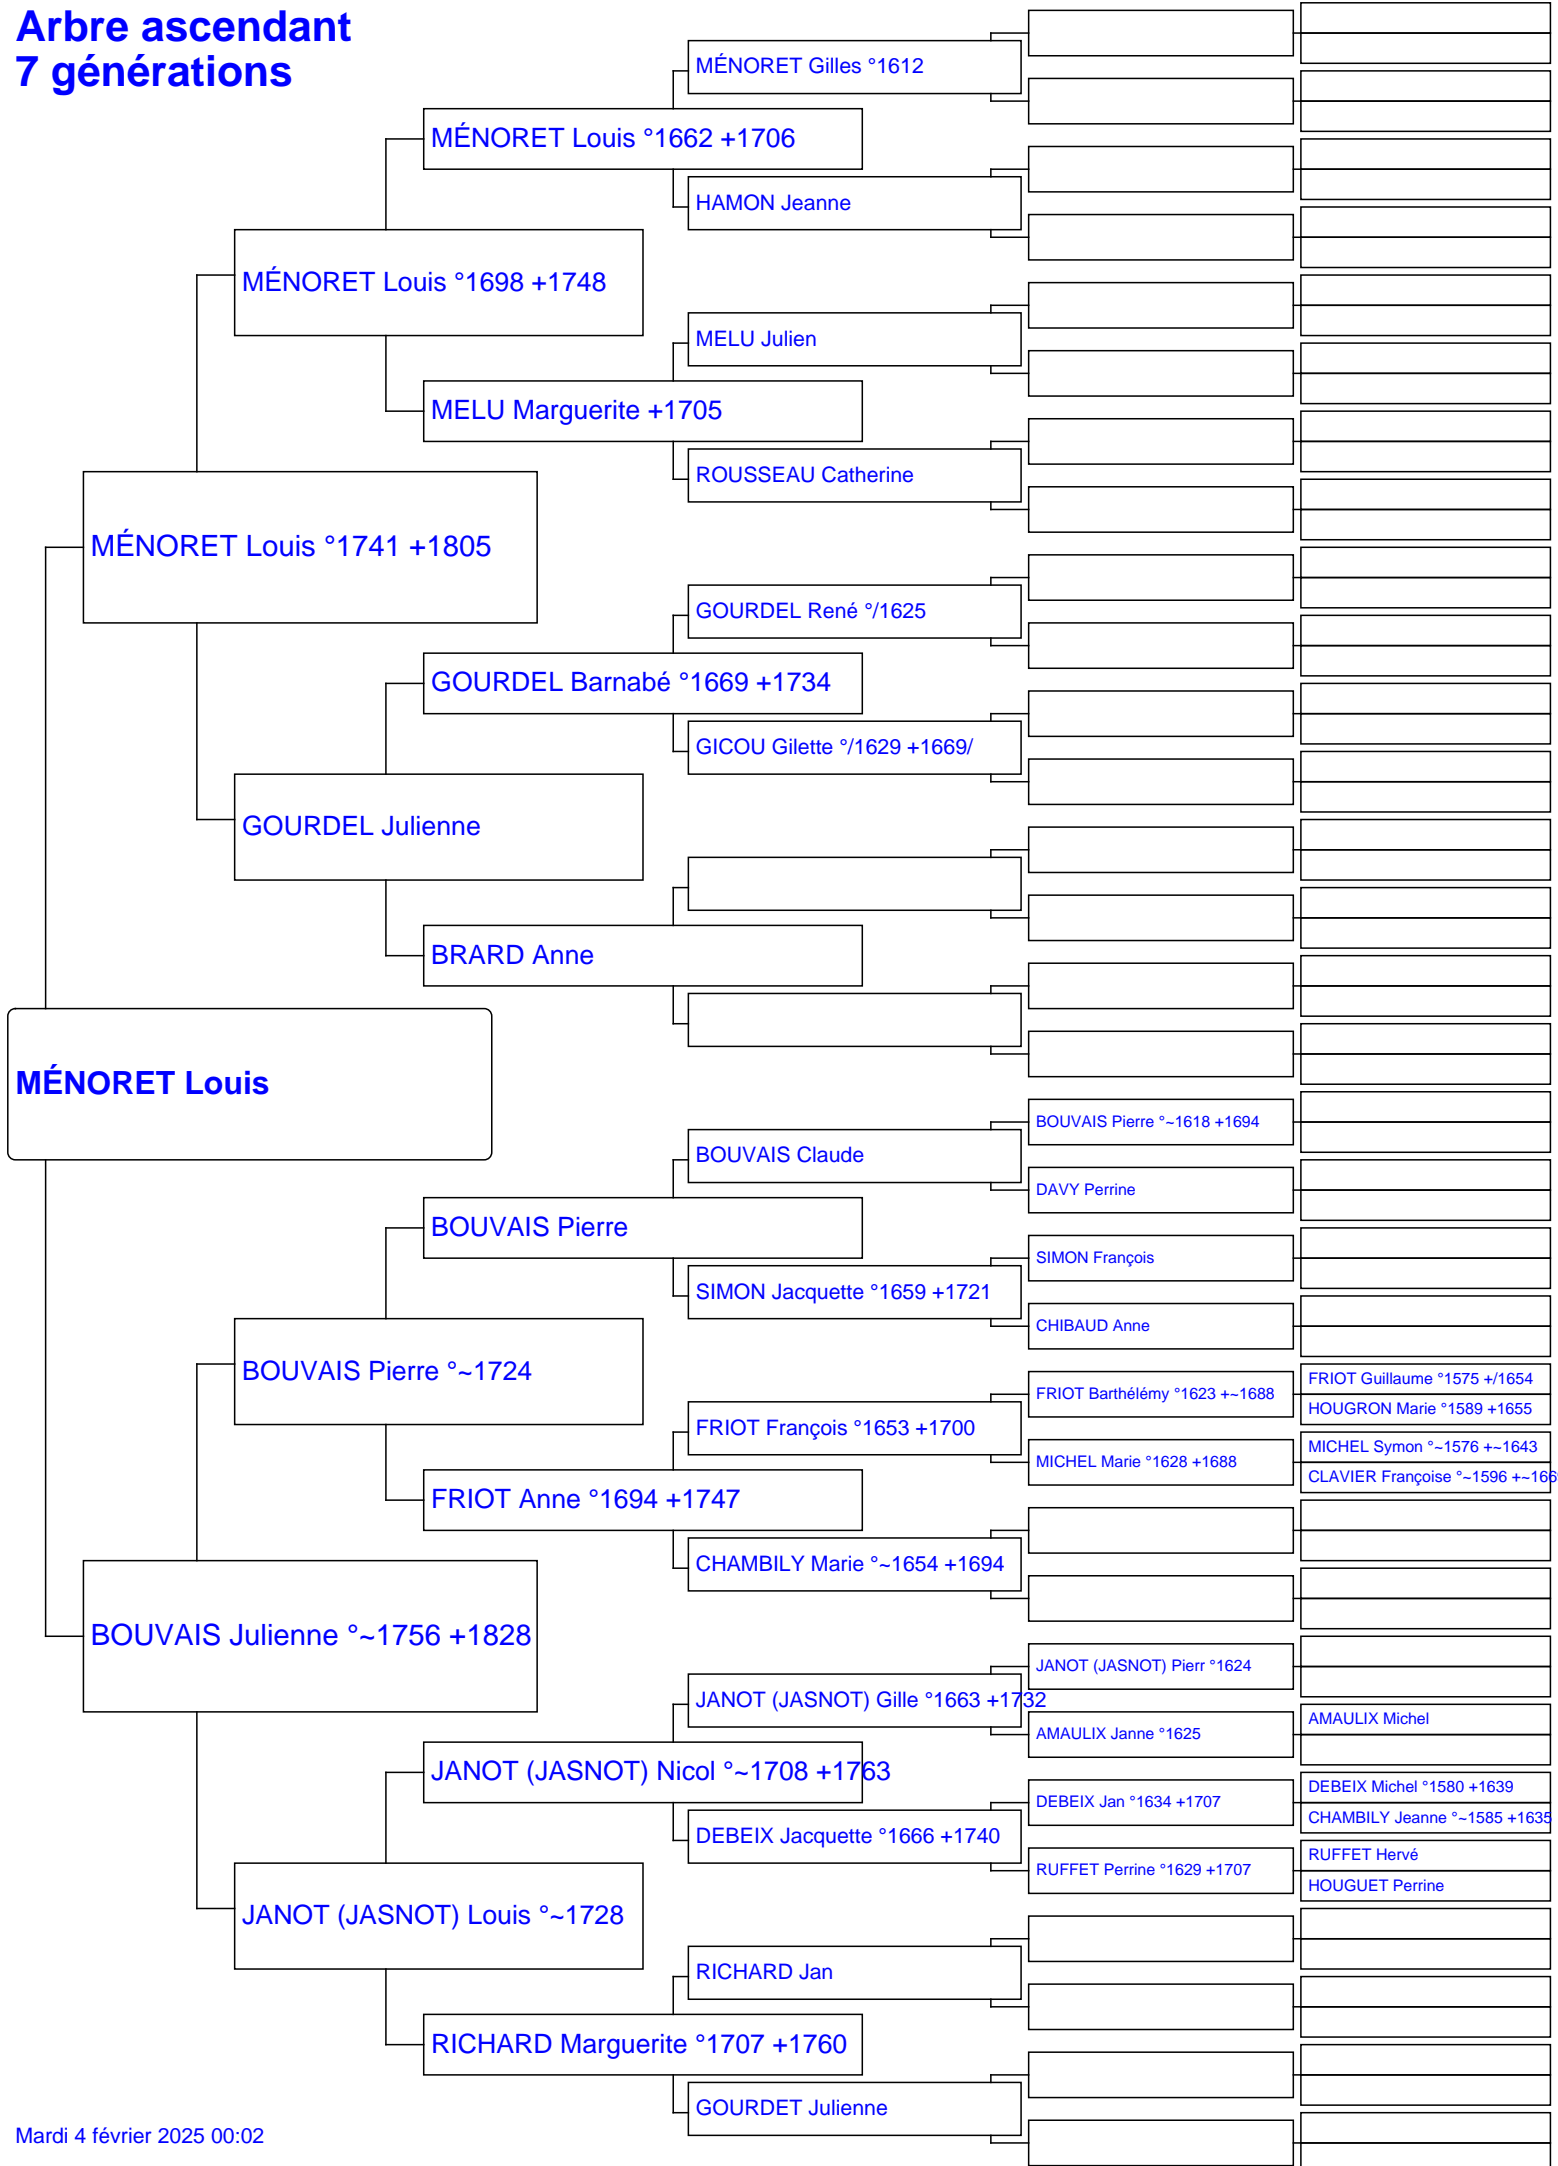 Arbre ascendant
7 générations
MÉNORET Gilles °1612
MÉNORET Louis °1662 +1706
HAMON Jeanne
MÉNORET Louis °1698 +1748
MELU Julien
MELU Marguerite +1705
ROUSSEAU Catherine
MÉNORET Louis °1741 +1805
GOURDEL René °/1625
GOURDEL Barnabé °1669 +1734
GICOU Gilette °/1629 +1669/
GOURDEL Julienne
BRARD Anne
MÉNORET Louis
BOUVAIS Pierre °~1618 +1694
BOUVAIS Claude
DAVY Perrine
BOUVAIS Pierre
SIMON François
SIMON Jacquette °1659 +1721
CHIBAUD Anne
BOUVAIS Pierre °~1724
FRIOT Guillaume °1575 +/1654
FRIOT Barthélémy °1623 +~1688
HOUGRON Marie °1589 +1655
FRIOT François °1653 +1700
MICHEL Symon °~1576 +~1643
MICHEL Marie °1628 +1688
CLAVIER Françoise °~1596 +~166
FRIOT Anne °1694 +1747
CHAMBILY Marie °~1654 +1694
BOUVAIS Julienne °~1756 +1828
JANOT (JASNOT) Pierr °1624
JANOT (JASNOT) Gille °1663 +1732
AMAULIX Michel
AMAULIX Janne °1625
JANOT (JASNOT) Nicol °~1708 +1763
DEBEIX Michel °1580 +1639
DEBEIX Jan °1634 +1707
CHAMBILY Jeanne °~1585 +1635
DEBEIX Jacquette °1666 +1740
RUFFET Hervé
RUFFET Perrine °1629 +1707
HOUGUET Perrine
JANOT (JASNOT) Louis °~1728
RICHARD Jan
RICHARD Marguerite °1707 +1760
GOURDET Julienne
Mardi 4 février 2025 00:02